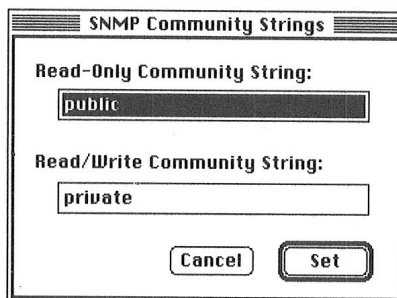 SNMP Community Strings
Read-Only Community String:
public
Read/Write Community String:
private
Cancel Set